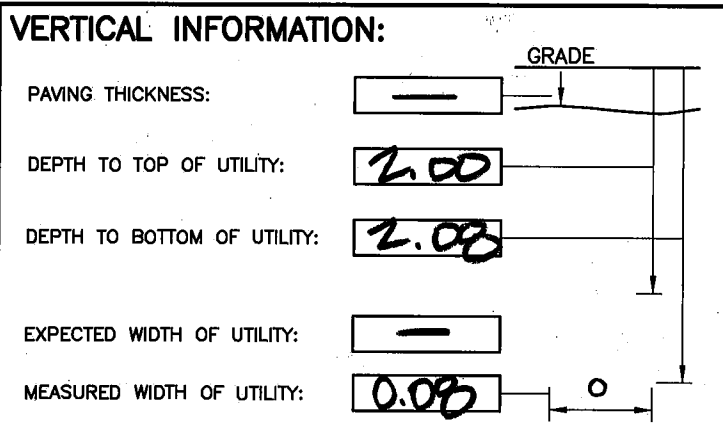 VERTICAL INFORMATION:
GRADE
PAVING THICKNESS: —
DEPTH TO TOP OF UTILITY: 2.00
DEPTH TO BOTTOM OF UTILITY: 2.08
EXPECTED WIDTH OF UTILITY: —
MEASURED WIDTH OF UTILITY: 0.08 O